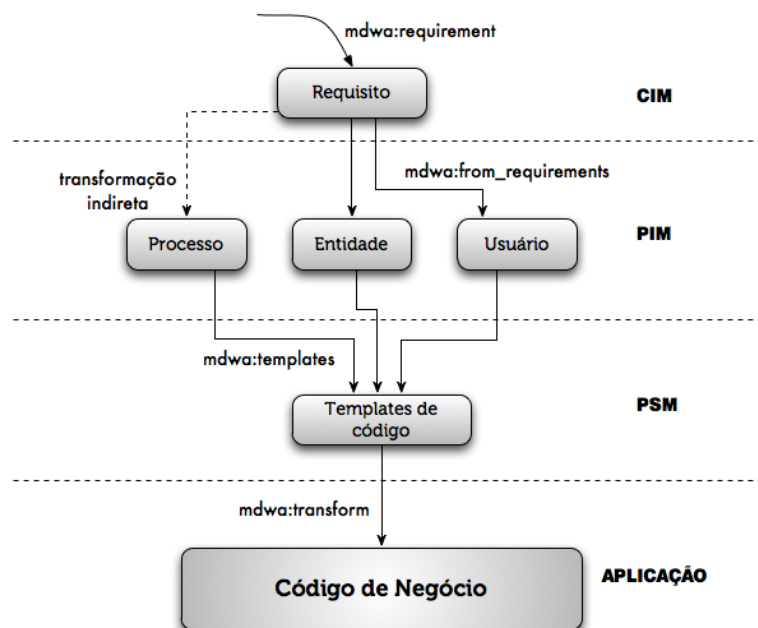 mdwa:requirement
Requisito
CIM
transformação
indireta
mdwa:from_requirements
Processo
Entidade
Usuário
PIM
mdwa:templates
Templates de
código
PSM
mdwa:transform
Código de Negócio
APLICAÇÃO